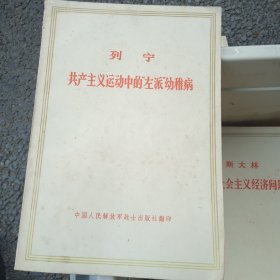 列宁
共产主义运动中的“左派”幼稚病
中国人民解放军战士出版社翻印
斯大林
会主义经济问